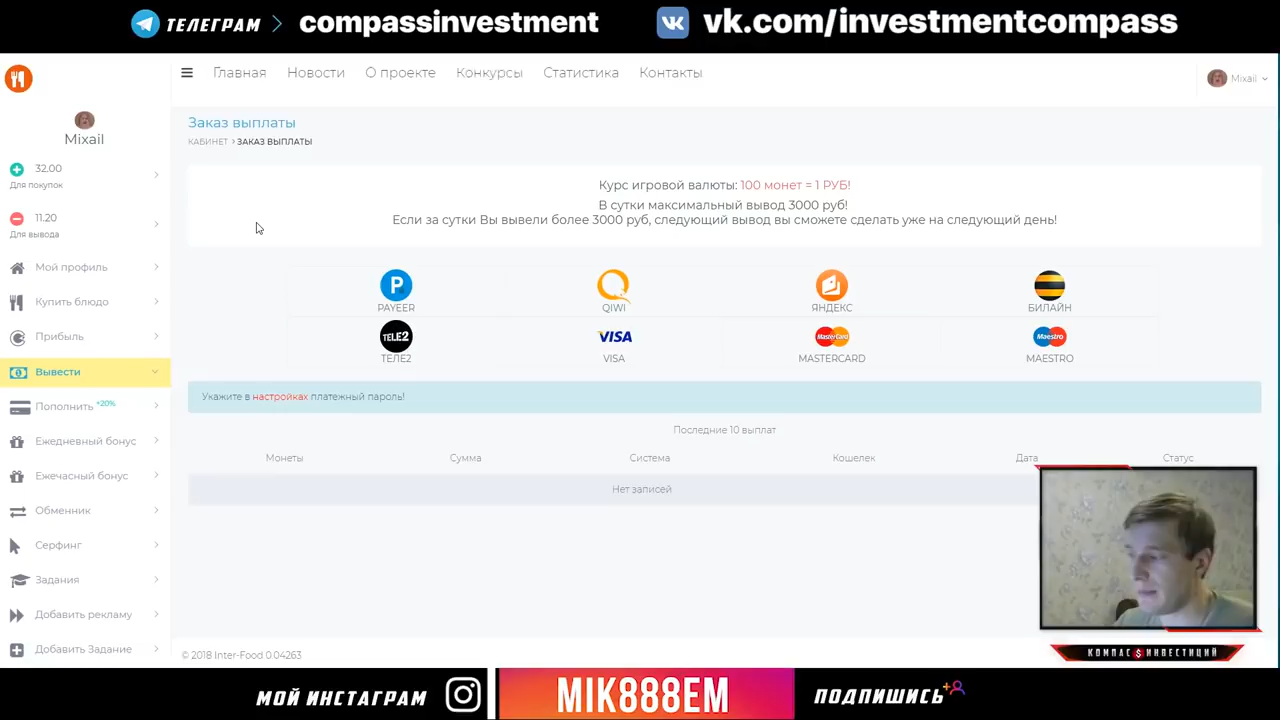 ТЕЛЕГРАМ > compassinvestment
vk.com/investmentcompass
Главная Новости О проекте Конкурсы Статистика Контакты
Mixail
Mixail
32.00
Для покупок
11.20
Для вывода
Мой профиль
Купить блюдо
Прибыль
Вывести
Пополнить +20%
Ежедневный бонус
Ежечасный бонус
Обменник
Серфинг
Задания
Добавить рекламу
Добавить Задание
Заказ выплаты
КАБИНЕТ > ЗАКАЗ ВЫПЛАТЫ
Курс игровой валюты: 100 монет = 1 РУБ!
В сутки максимальный вывод 3000 руб!
Если за сутки Вы вывели более 3000 руб, следующий вывод вы сможете сделать уже на следующий день!
PAYEER QIWI ЯНДЕКС БИЛАЙН
TELE2 VISA MasterCard Maestro
ТЕЛЕ2 VISA MASTERCARD MAESTRO
Укажите в настройках платежный пароль!
Последние 10 выплат
Монеты Сумма Система Кошелек Дата Статус
Нет записей
© 2018 Inter-Food 0.04263
КОМПАС $ ИНВЕСТИЦИЙ
МОЙ ИНСТАГРАМ MIK888EM ПОДПИШИСЬ